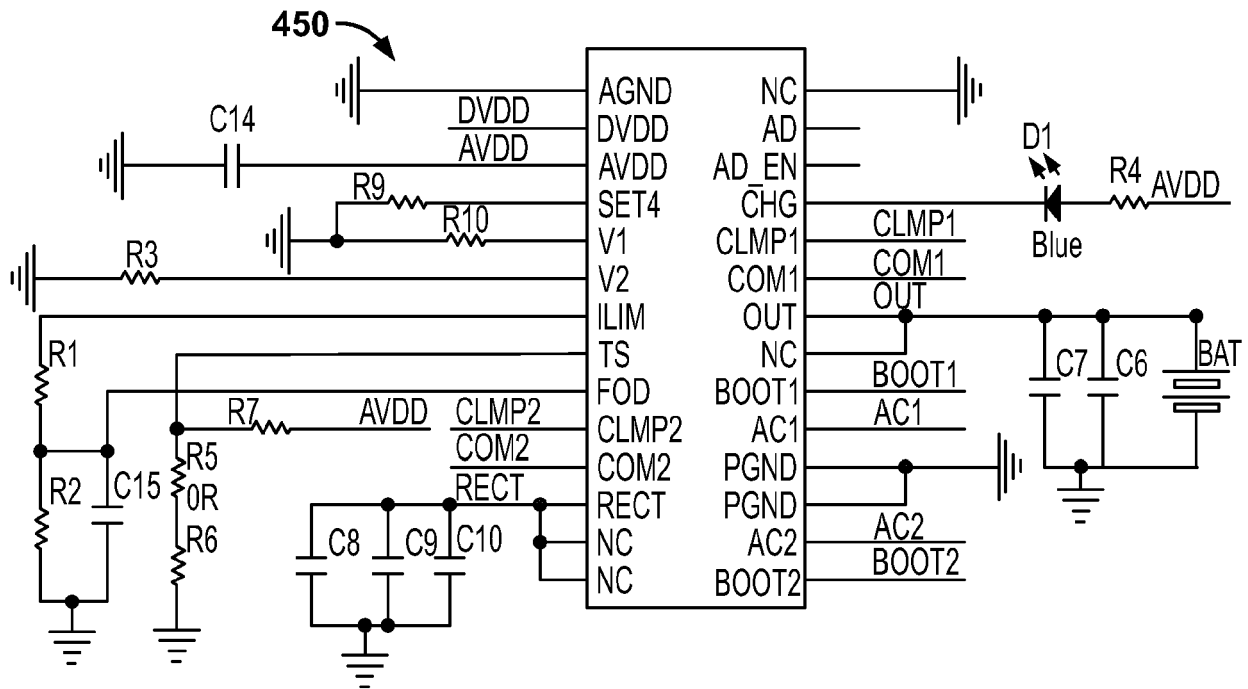 450
AGND
DVDD
DVDD
C14
AVDD
AVDD
R9
SET4
R10
V1
R3
V2
ILIM
R1
TS
FOD
R7
AVDD
CLMP2
CLMP2
COM2
COM2
R5
0R
R2
C15
R6
RECT
RECT
C8
C9
C10
NC
NC
NC
AD
AD_EN
CHG
D1
Blue
R4
AVDD
CLMP1
CLMP1
COM1
COM1
OUT
OUT
NC
C7
C6
BAT
BOOT1
BOOT1
AC1
AC1
PGND
PGND
AC2
AC2
BOOT2
BOOT2